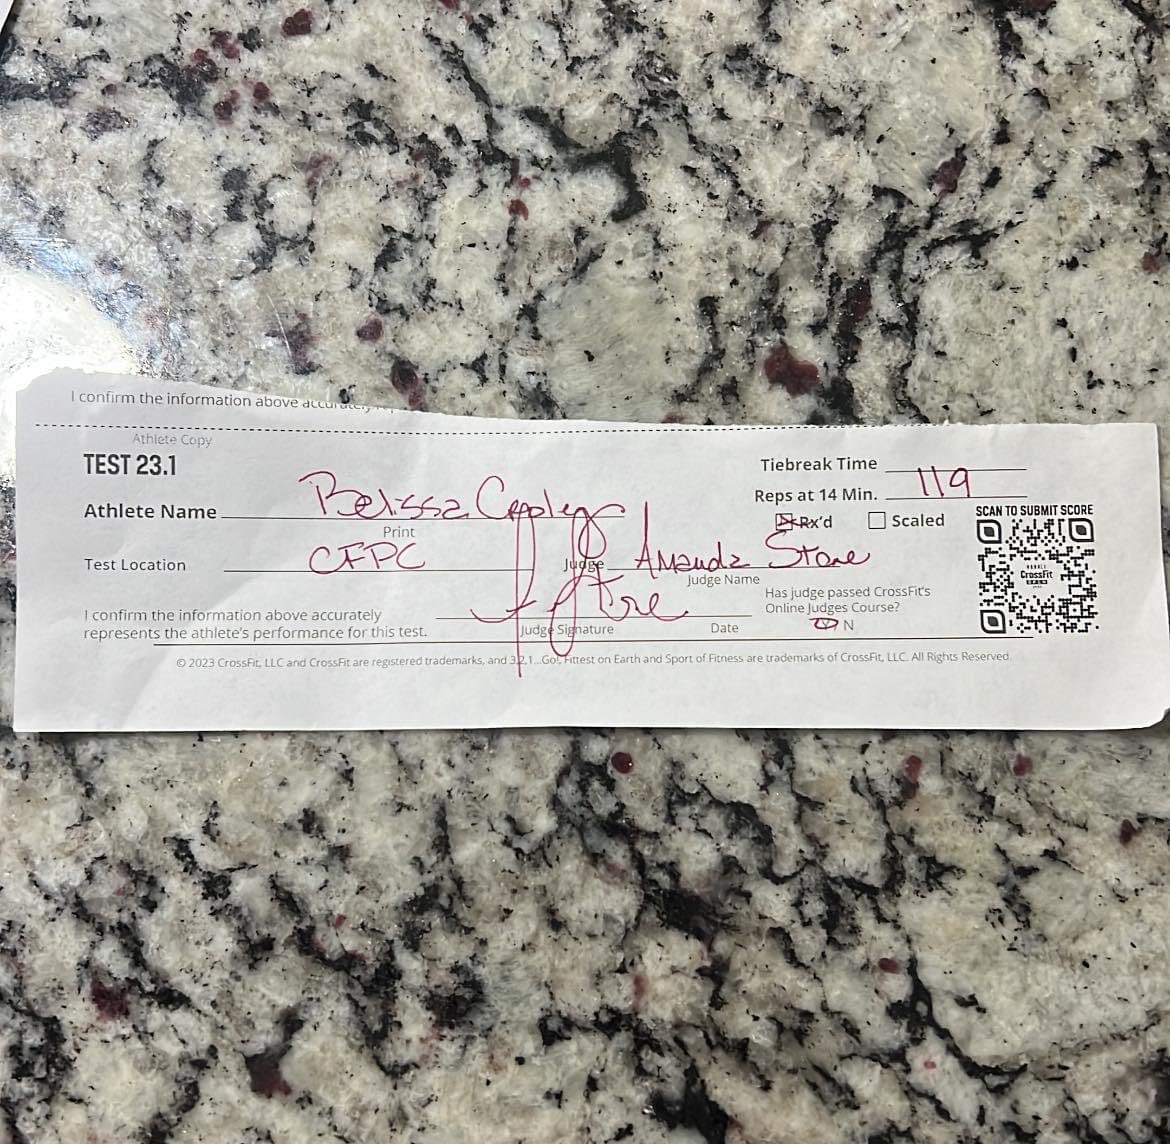 I confirm the information above accurately
Athlete Copy
TEST 23.1
Tiebreak Time
Reps at 14 Min. 119
Athlete Name Belissa
Print
Rx'd Scaled
SCAN TO SUBMIT SCORE
Test Location CFPC Judge Amanda Stone
Judge Name
CrossFit
Has judge passed CrossFit's
Online Judges Course?
Y N
I confirm the information above accurately
represents the athlete's performance for this test.
Judge Signature Date
© 2023 CrossFit, LLC and CrossFit are registered trademarks, and 3,2,1...Go!, Fittest on Earth and Sport of Fitness are trademarks of CrossFit, LLC. All Rights Reserved.